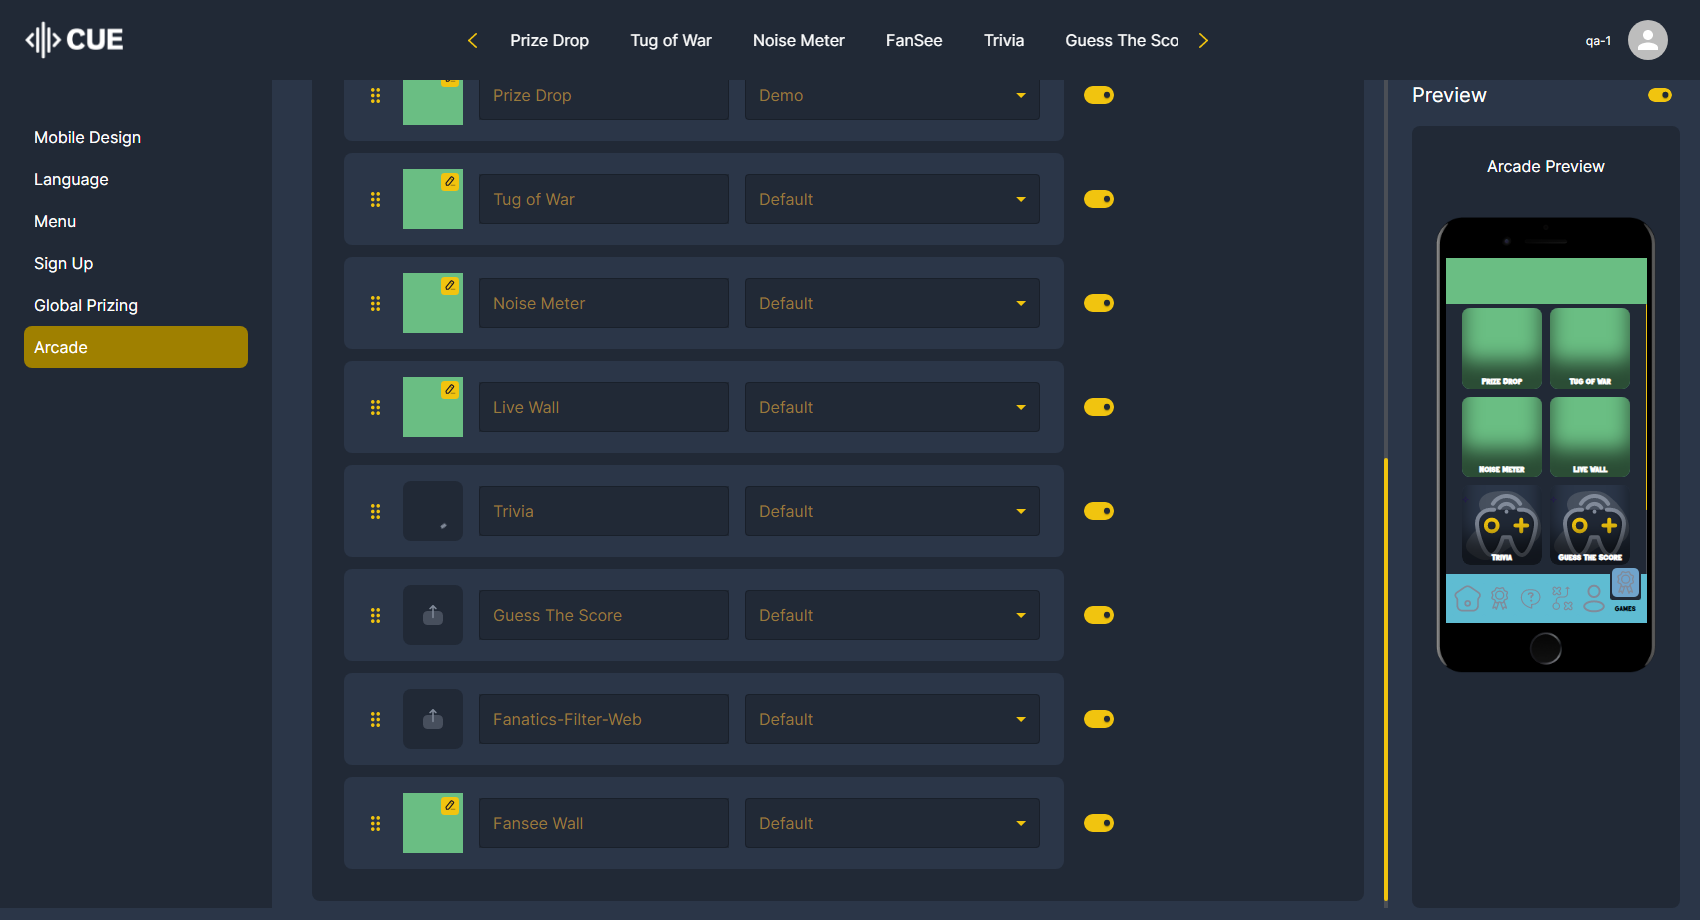 CUE
Prize Drop
Tug of War
Noise Meter
FanSee
Trivia
Guess The Sco
qa-1
Mobile Design
Language
Menu
Sign Up
Global Prizing
Arcade
Prize Drop
Demo
Tug of War
Default
Noise Meter
Default
Live Wall
Default
Trivia
Default
Guess The Score
Default
Fanatics-Filter-Web
Default
Fansee Wall
Default
Preview
Arcade Preview
Prize Drop
Tug of War
Noise Meter
Live Wall
Trivia
Guess The Score
GAMES